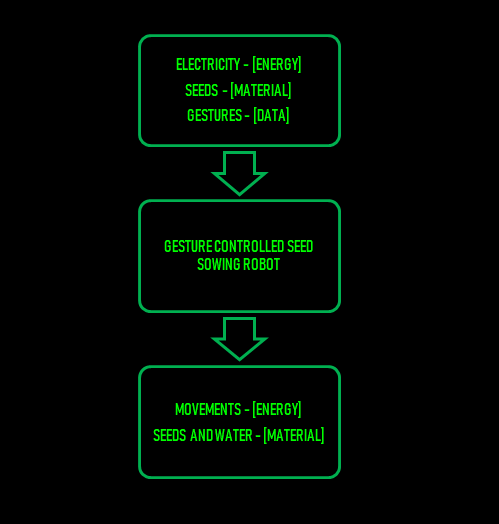 ELECTRICITY - [ENERGY]
SEEDS - [MATERIAL]
GESTURES - [DATA]
GESTURE CONTROLLED SEED
SOWING ROBOT
MOVEMENTS - [ENERGY]
SEEDS AND WATER - [MATERIAL]